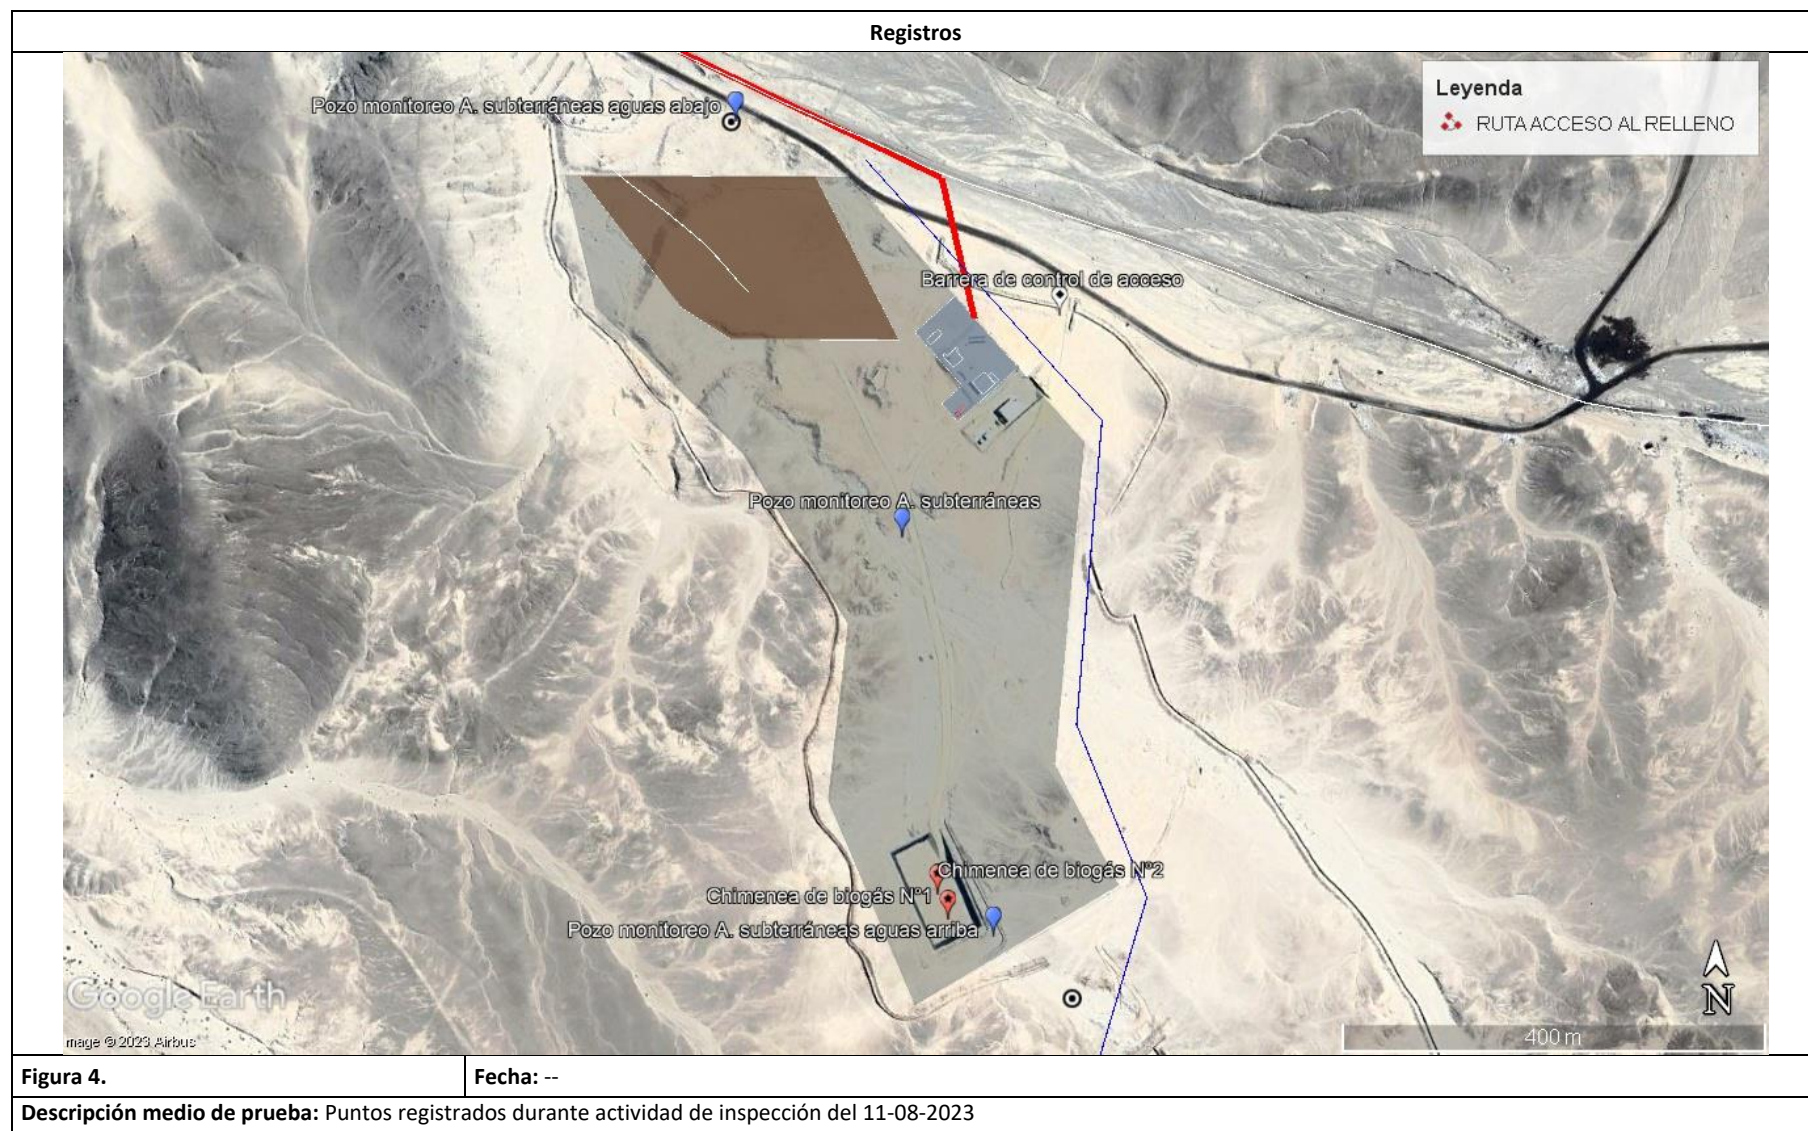 Registros
Leyenda
RUTA ACCESO AL RELLENO
Pozo monitoreo A. subterráneas aguas abajo
Barrera de control de acceso
Pozo monitoreo A. subterráneas
Chimenea de biogás N°2
Chimenea de biogás N°1
Pozo monitoreo A. subterráneas aguas arriba
Google Earth
N
400 m
mage © 2023 Airbus
Figura 4.
Fecha: --
Descripción medio de prueba: Puntos registrados durante actividad de inspección del 11-08-2023